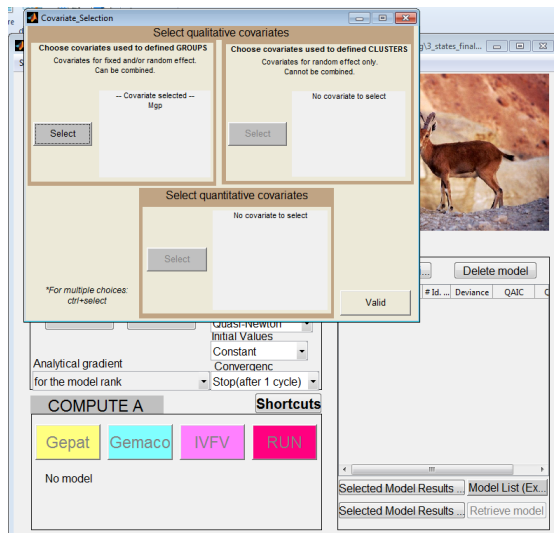 re
Covariate_Selection
Select qualitative covariates
Choose covariates used to defined GROUPS
Covariates for fixed and/or random effect.
Can be combined.
-- Covariate selected --
Mgp
Select
Choose covariates used to defined CLUSTERS
Covariates for random effect only.
Cannot be combined.
No covariate to select
Select
Select quantitative covariates
No covariate to select
Select
*For multiple choices:
ctrl+select
Valid
g\3_states_final...
S
Delete model
# Id. ... Deviance QAIC
Quasi-Newton
Initial Values
Constant
Analytical gradient
Convergenc
for the model rank
Stop(after 1 cycle)
COMPUTE A
Shortcuts
Gepat Gemaco IVFV RUN
No model
Selected Model Results ... Model List (Ex...
Selected Model Results ... Retrieve model